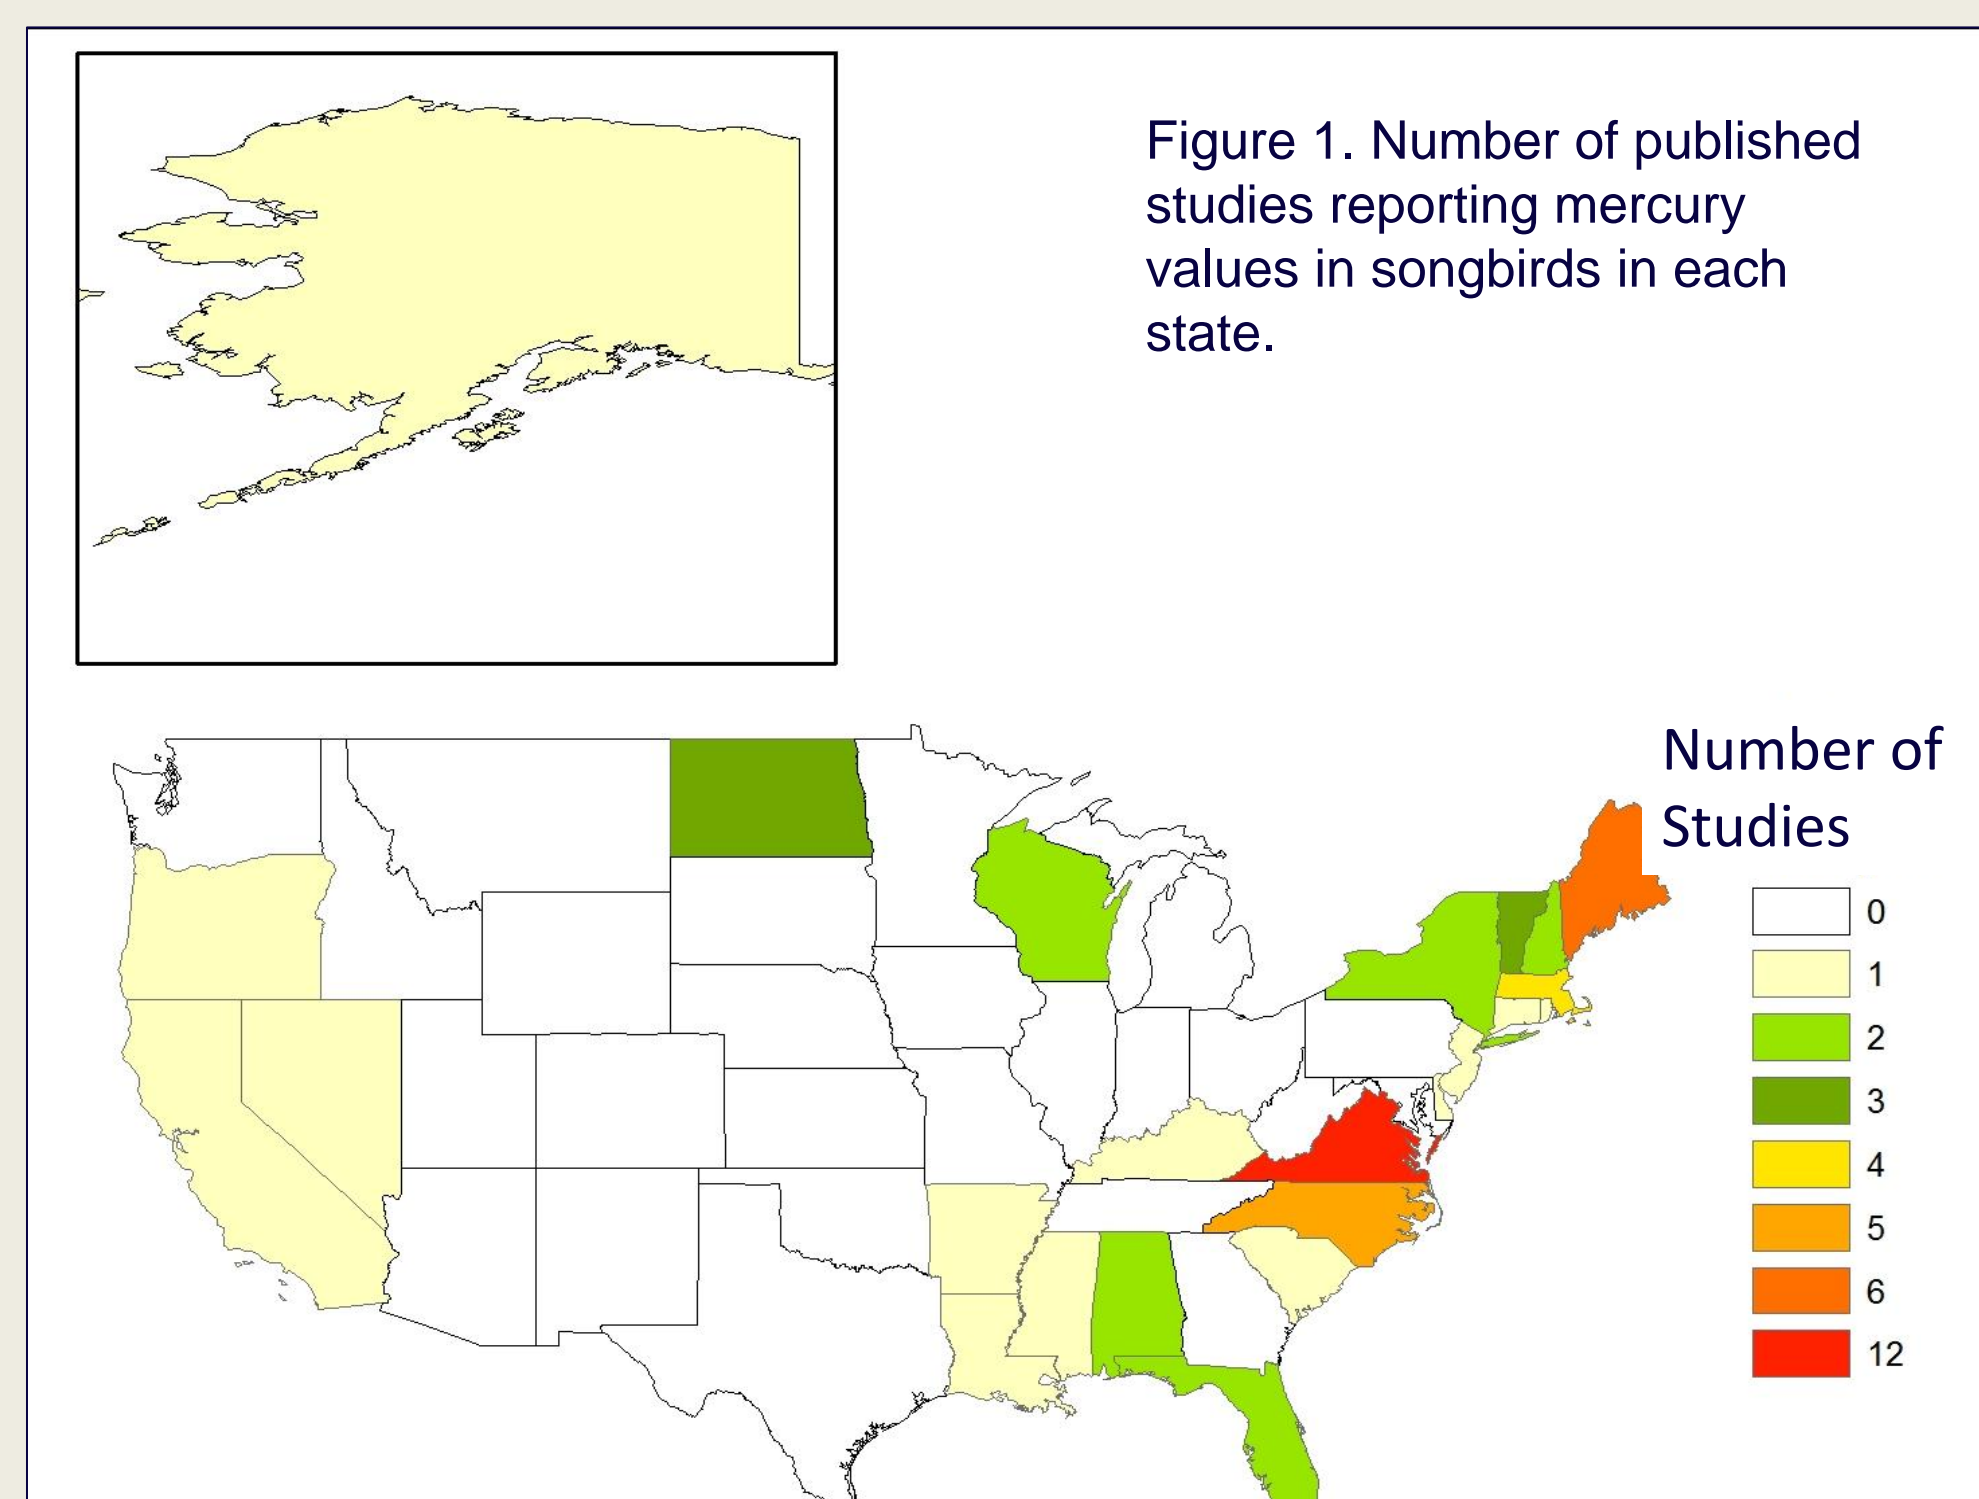 Figure 1. Number of published
studies reporting mercury
values in songbirds in each
state.
Number of
Studies
0
1
2
3
4
5
6
12